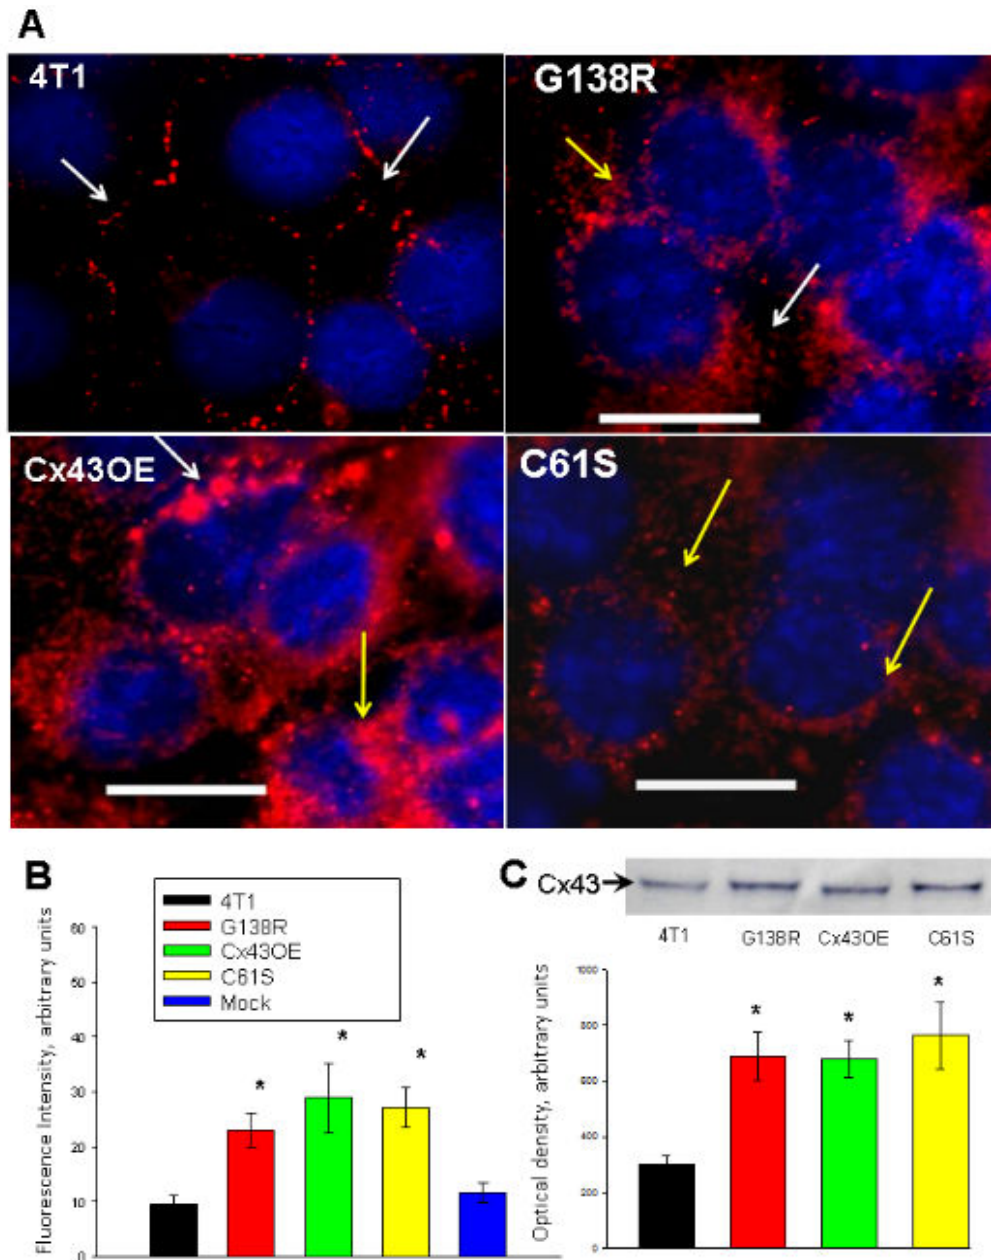 A
4T1
G138R
Cx43OE
C61S
B
4T1
G138R
Cx43OE
C61S
Mock
60
50
40
30
20
10
0
Fluorescence Intensity, arbitrary units
*
*
*
C
Cx43
4T1 G138R Cx43OE C61S
1000
800
600
400
200
0
Optical density, arbitrary units
*
*
*